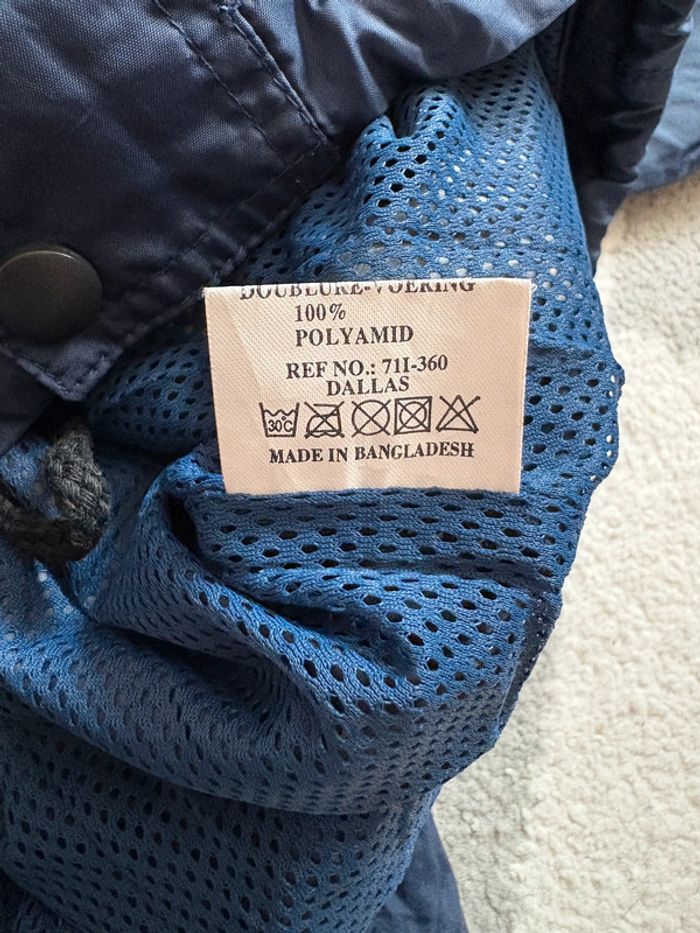 DOUBLURE-VOERING
100%
POLYAMID
REF NO.: 71I-360
DALLAS
30°C
MADE IN BANGLADESH